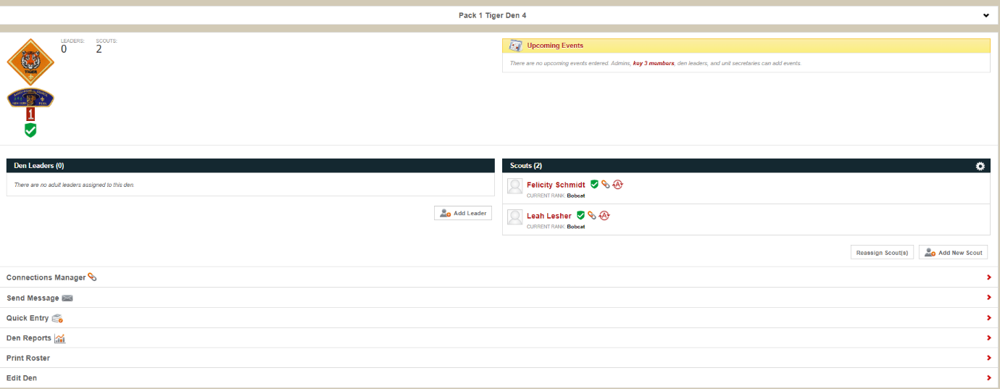 Pack 1 Tiger Den 4
LEADERS:
0
SCOUTS:
2
TIGER
1
Upcoming Events
There are no upcoming events entered. Admins, key 3 members, den leaders, and unit secretaries can add events.
Den Leaders (0)
There are no adult leaders assigned to this den.
Add Leader
Scouts (2)
Felicity Schmidt
CURRENT RANK: Bobcat
Leah Lesher
CURRENT RANK: Bobcat
Reassign Scout(s)
Add New Scout
Connections Manager
Send Message
Quick Entry
Den Reports
Print Roster
Edit Den